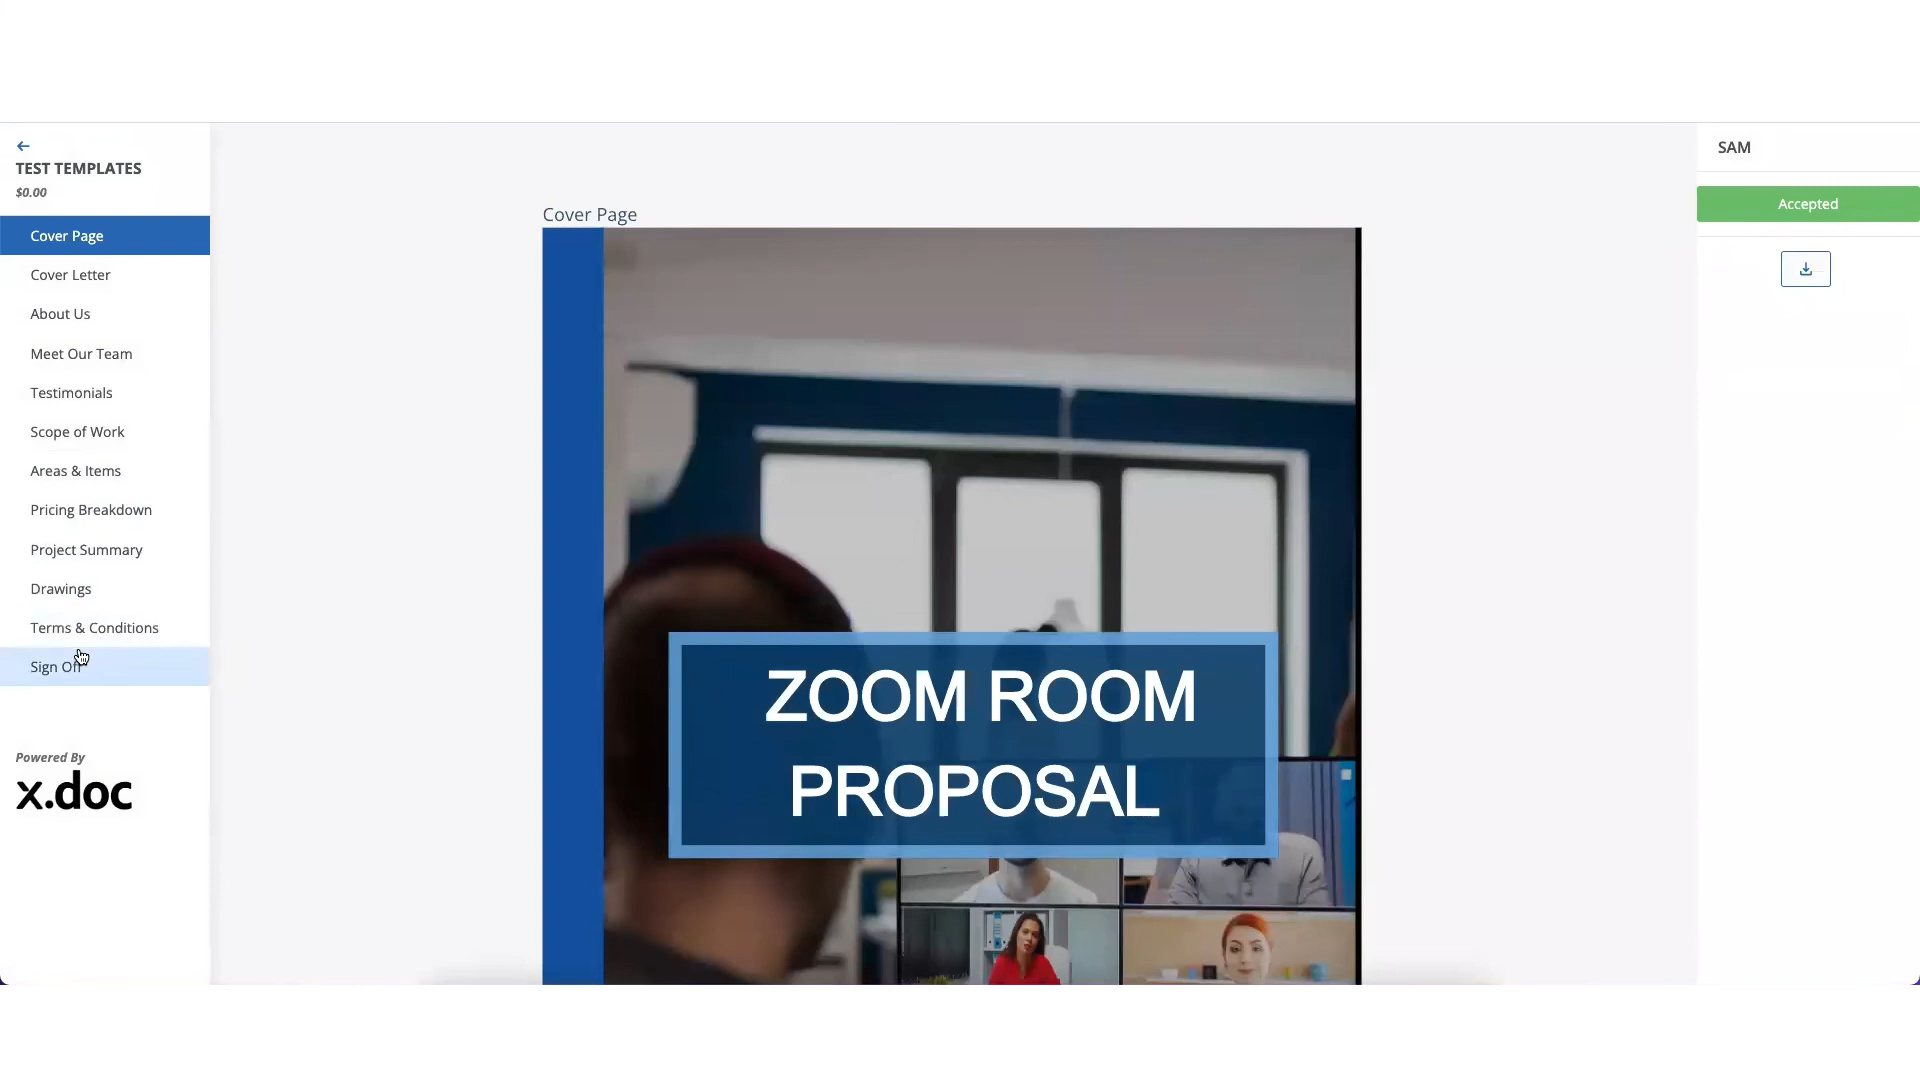 TEST TEMPLATES
$0.00
Cover Page
Cover Letter
About Us
Meet Our Team
Testimonials
Scope of Work
Areas & Items
Pricing Breakdown
Project Summary
Drawings
Terms & Conditions
Sign Off
Powered By
x.doc
Cover Page
ZOOM ROOM
PROPOSAL
SAM
Accepted